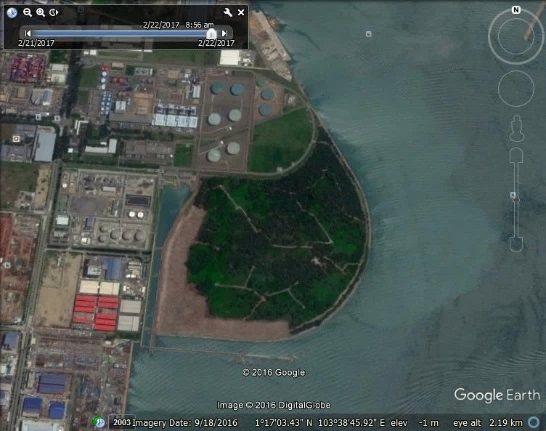 2/22/2017 8:56 am
2/21/2017 2/22/2017
N
© 2016 Google
Image © 2016 DigitalGlobe
Google Earth
2003 Imagery Date: 9/18/2016 1°17'03.43" N 103°38'45.92" E elev -1 m eye alt 2.19 km